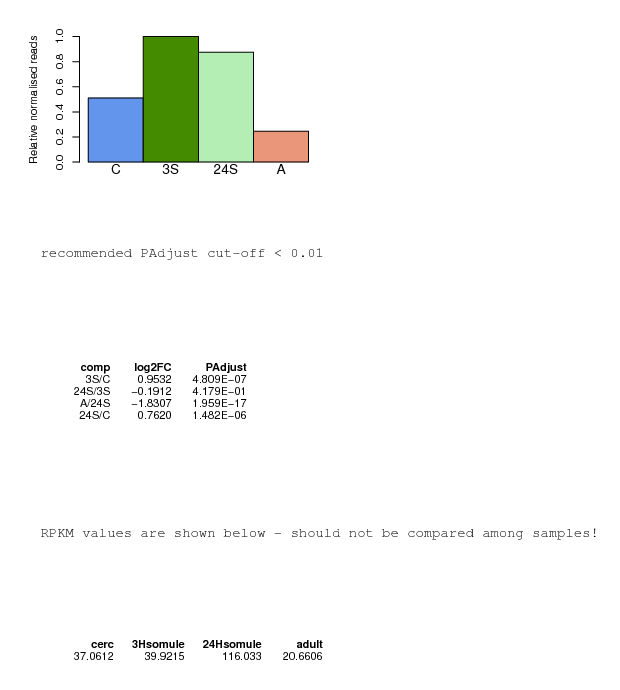 Relative normalised reads
1.0
0.8
0.6
0.4
0.2
0.0
C 3S 24S A
recommended PAdjust cut-off < 0.01
comp log2FC PAdjust
3S/C 0.9532 4.809E−07
24S/3S −0.1912 4.179E−01
A/24S −1.8307 1.959E−17
24S/C 0.7620 1.482E−06
RPKM values are shown below - should not be compared among samples!
cerc 3Hsomule 24Hsomule adult
37.0612 39.9215 116.033 20.6606